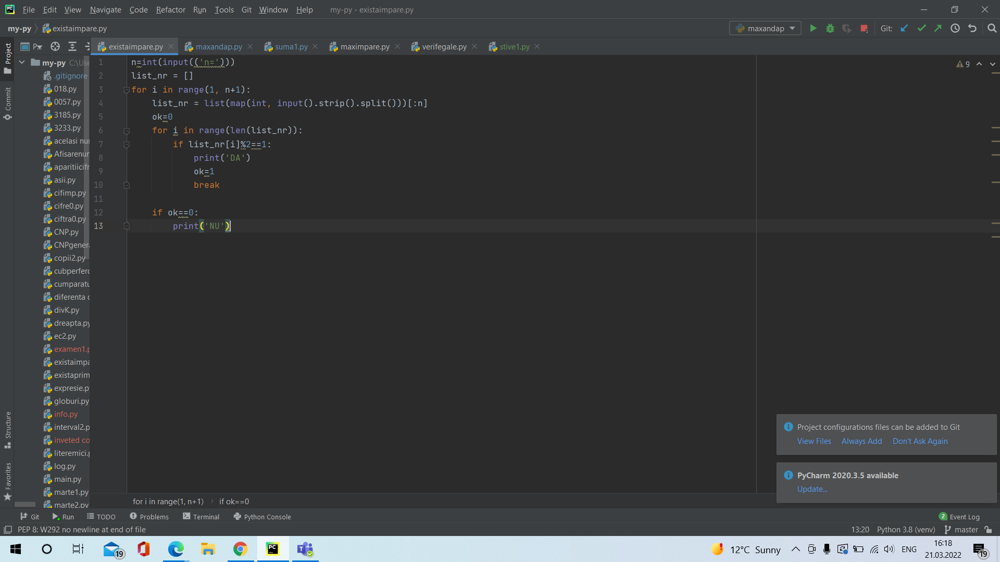 File Edit View Navigate Code Refactor Run Tools Git Window Help my-py - existaimpare.py
my-py existaimpare.py maxandap Git:
P... existaimpare.py maxandap.py suma1.py maximpare.py verifegale.py stive1.py
Project
Commit
Structure
Favorites
my-py C:\Use
.gitignore
018.py
0057.py
3185.py
3233.py
acelasi nur
Afisarenur
aparitiicifr
asii.py
cifimp.py
cifre0.py
ciftra0.py
CNP.py
CNPgenera
copii2.py
cubperfec
cumparatu
diferenta c
divK.py
dreapta.py
ec2.py
examen1.p
existaimpa
existaprim
expresie.py
globuri.py
info.py
interval2.p
inveted co
literemici.p
log.py
main.py
marte1.py
marte2.py
1 n=int(input(('n=')))
2 list_nr = []
3 for i in range(1, n+1):
4 list_nr = list(map(int, input().strip().split()))[:n]
5 ok=0
6 for i in range(len(list_nr)):
7 if list_nr[i]%2==1:
8 print('DA')
9 ok=1
10 break
11
12 if ok==0:
13 print('NU')
9
Project configurations files can be added to Git
View Files Always Add Don't Ask Again
PyCharm 2020.3.5 available
Update...
for i in range(1, n+1) › if ok==0
Git Run TODO Problems Terminal Python Console 2 Event Log
PEP 8: W292 no newline at end of file 13:20 Python 3.8 (venv) master
19 PC 12°C Sunny ENG 16:18
21.03.2022 19